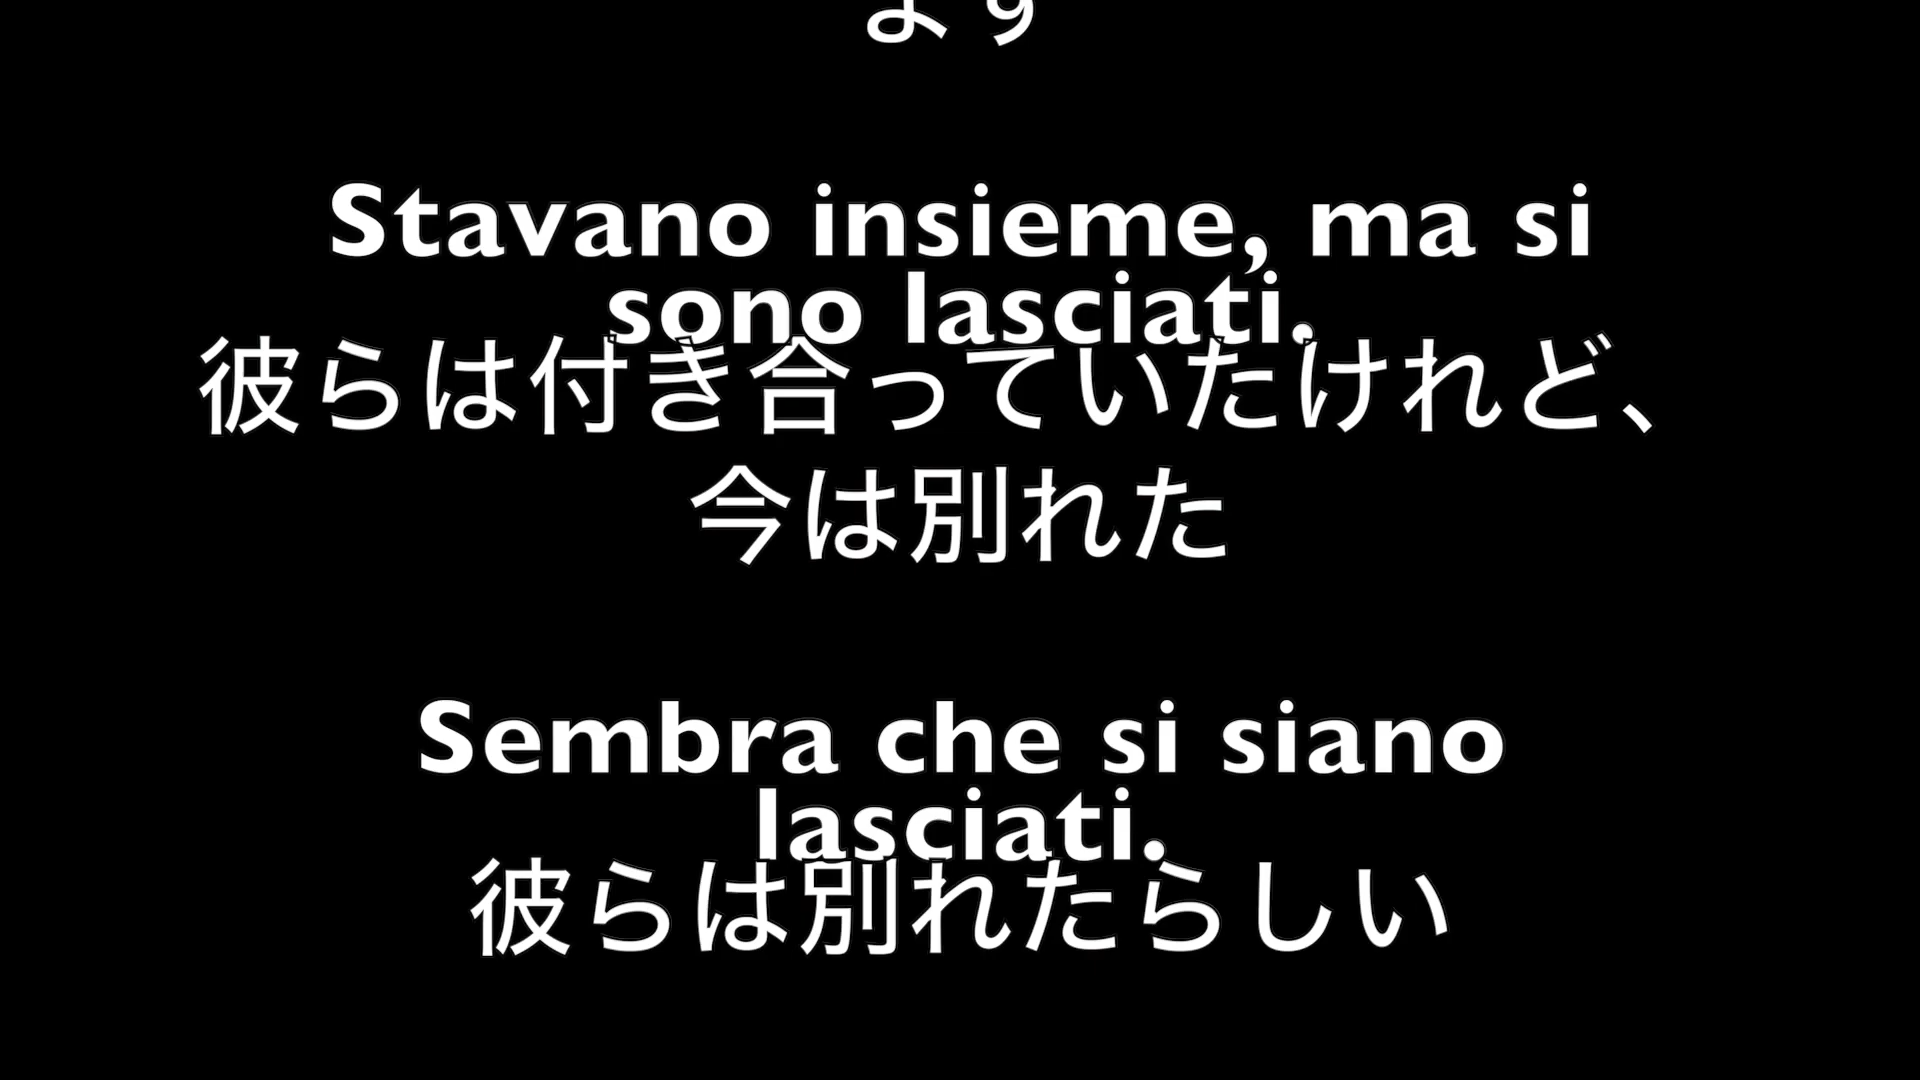 Stavano insieme, ma si
sono lasciati.
彼らは付き合っていたけれど、
今は別れた
Sembra che si siano
lasciati.
彼らは別れたらしい